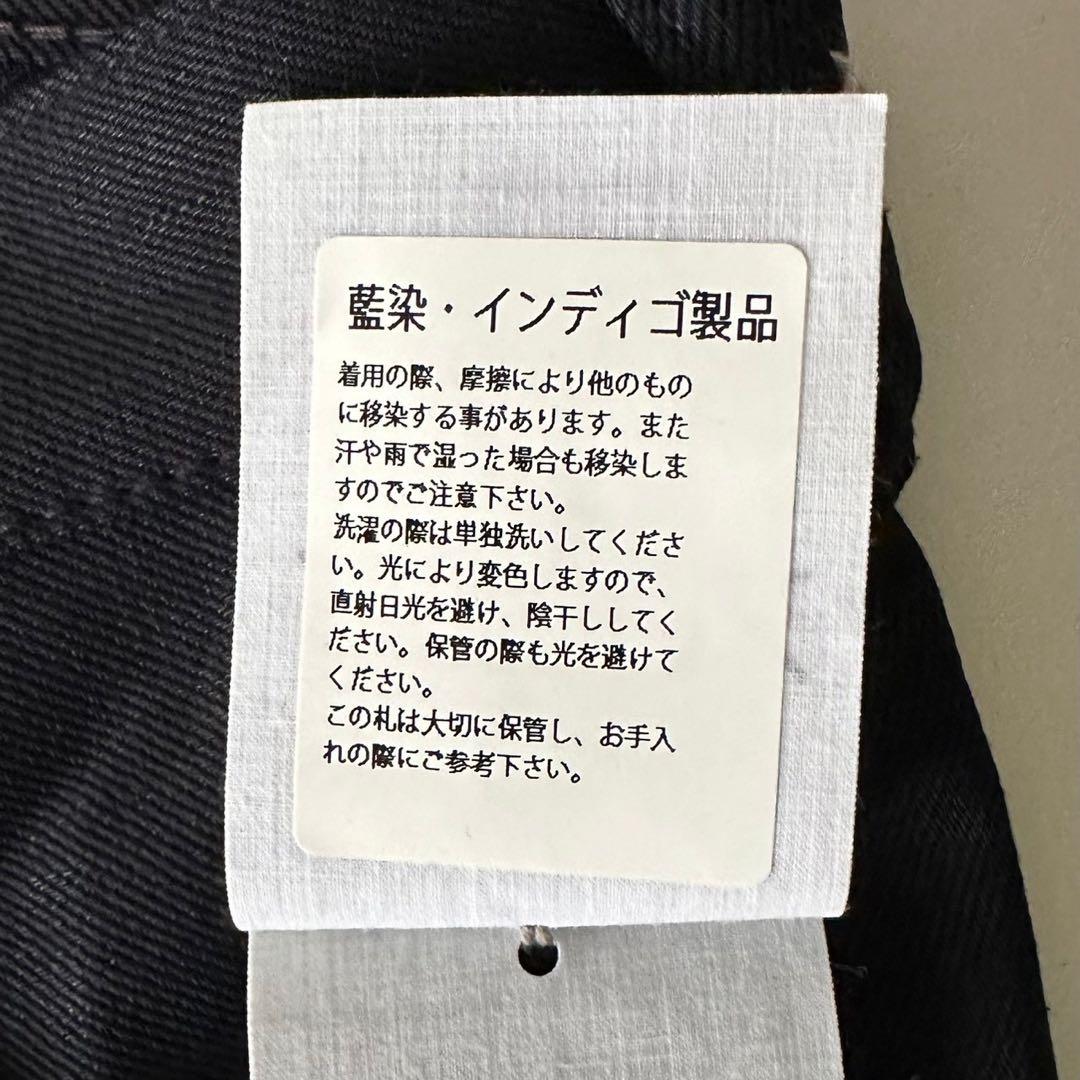 藍染・インディゴ製品
着用の際、摩擦により他のもの
に移染する事があります。また
汗や雨で湿った場合も移染しま
すのでご注意下さい。
洗濯の際は単独洗いしてくださ
い。光により変色しますので、
直射日光を避け、陰干ししてく
ださい。保管の際も光を避けて
ください。
この札は大切に保管し、お手入
れの際にご参考下さい。